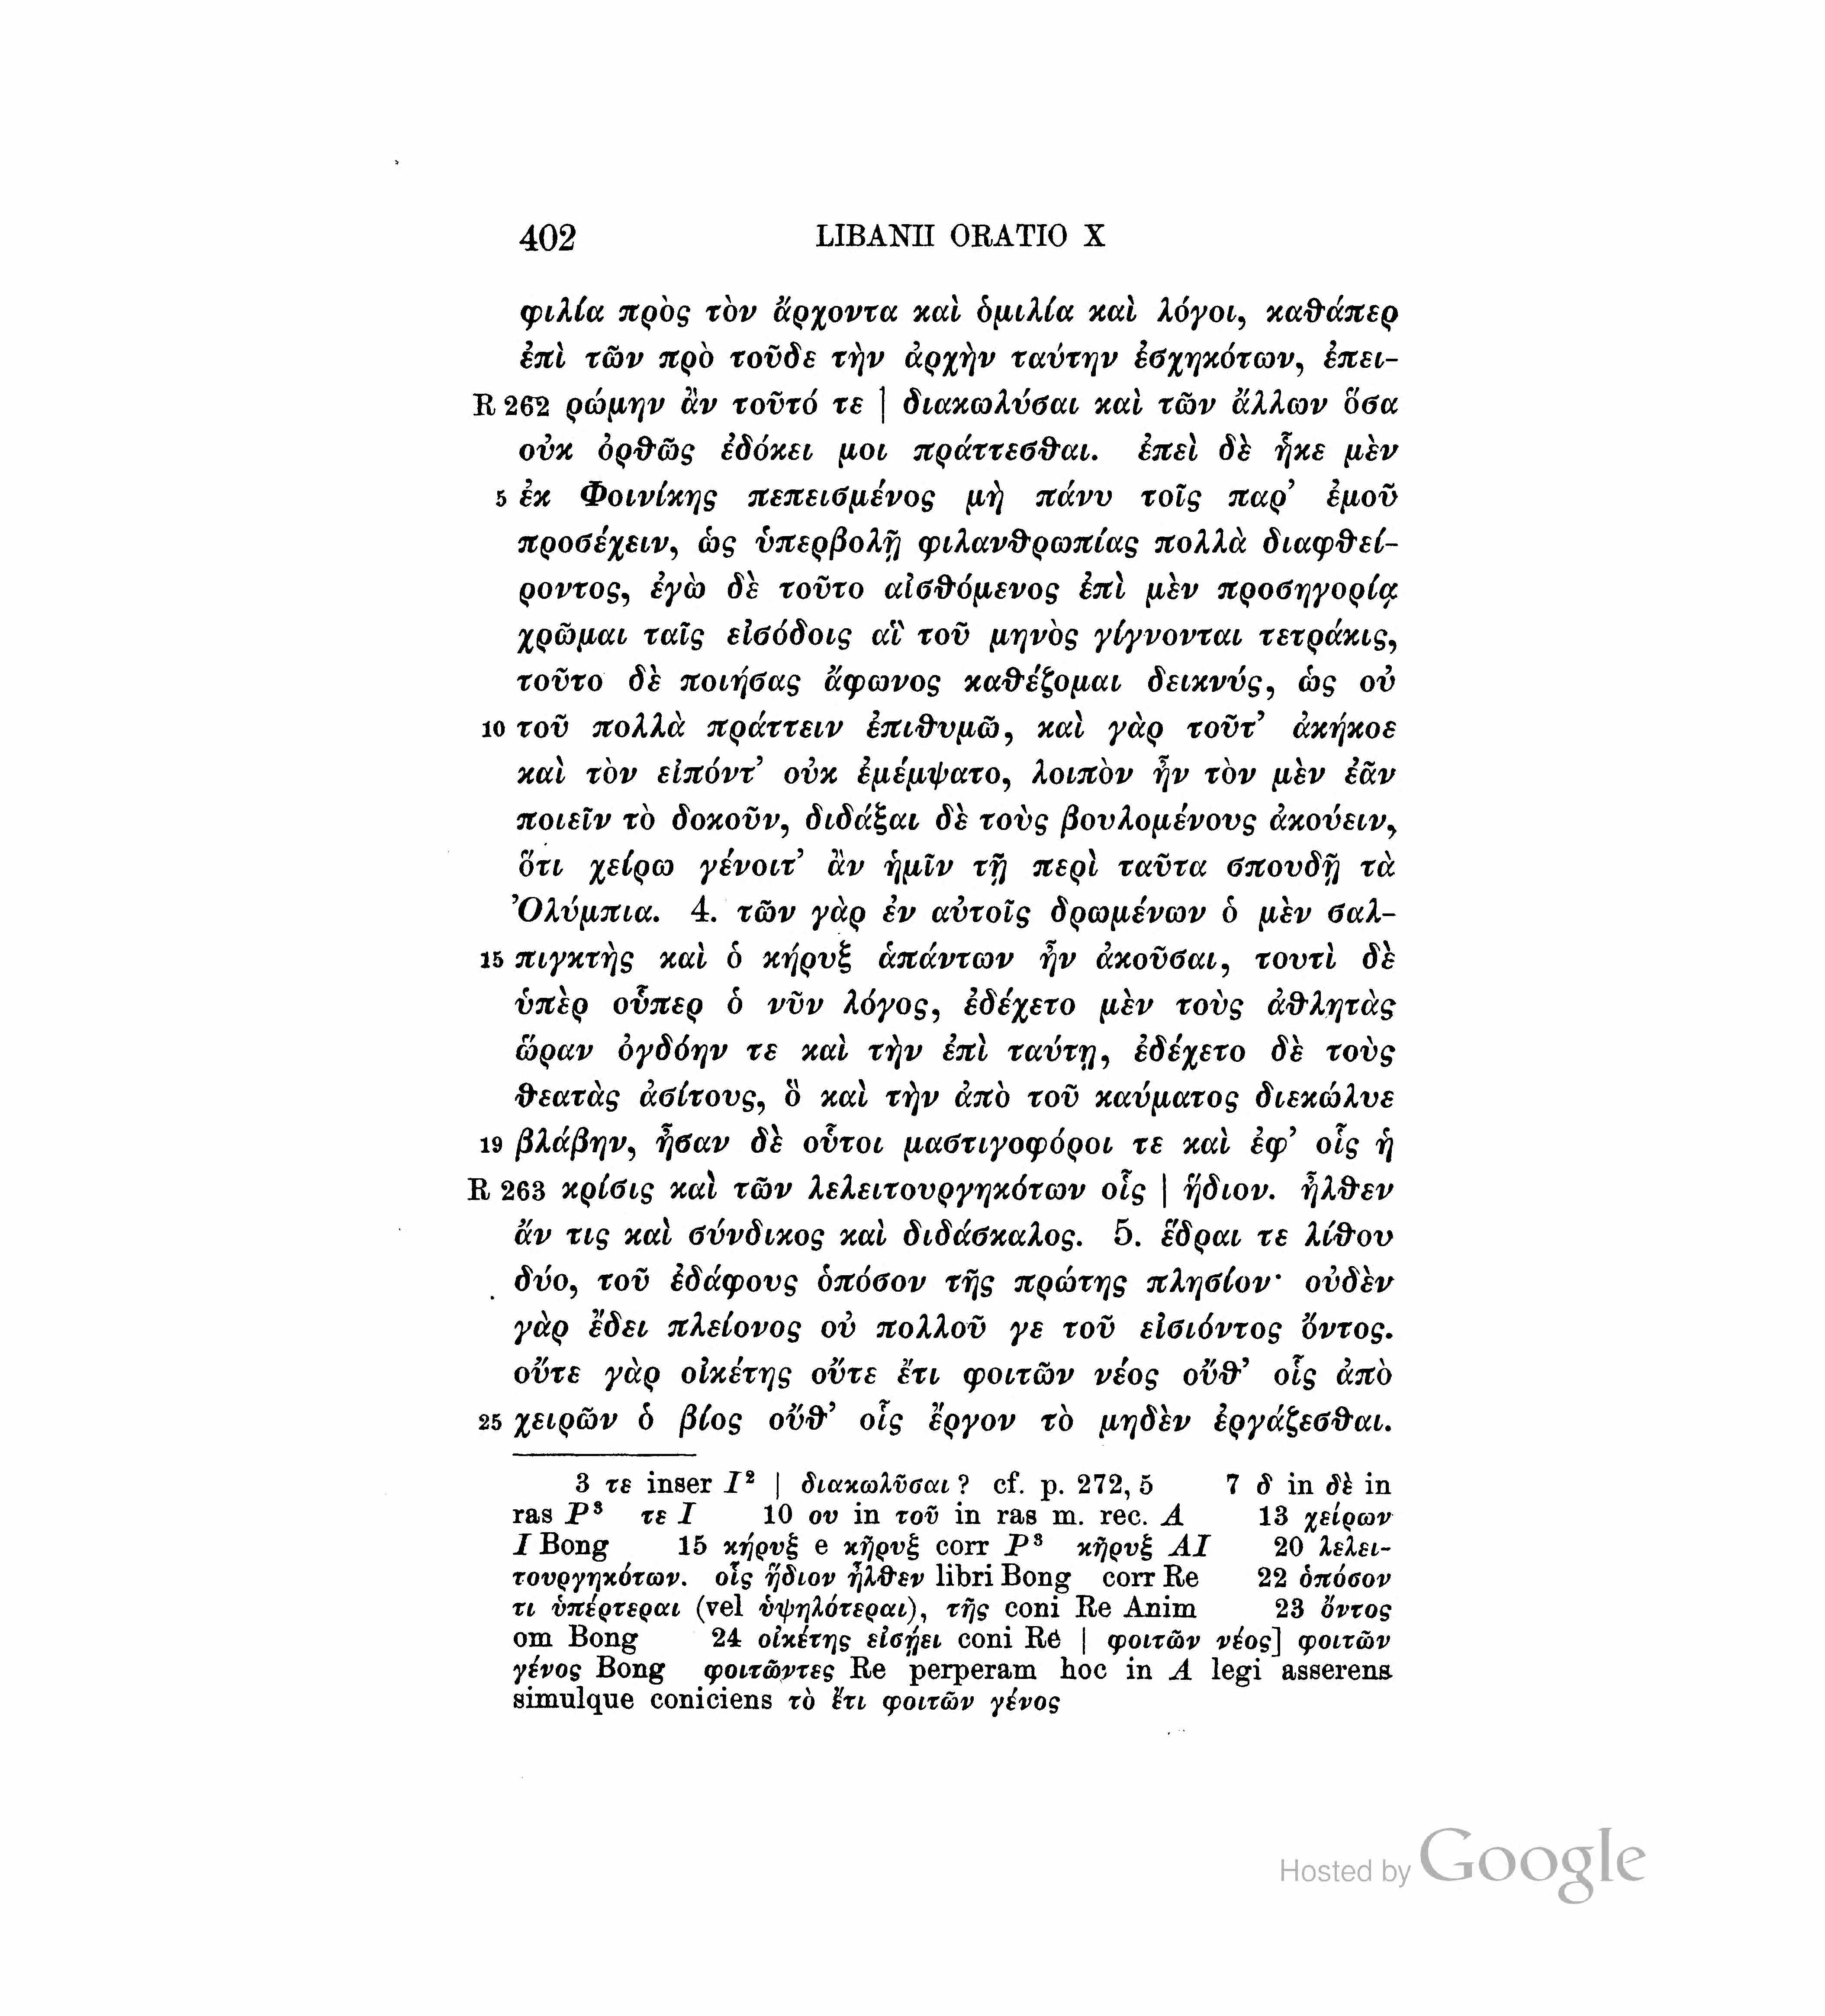 402 LIBANII ORATIO X
φιλία πρὸς τὸν ἄρχοντα καὶ ὁμιλία καὶ λόγοι, καθάπερ
ἐπὶ τῶν πρὸ τοῦδε τὴν ἀρχὴν ταύτην ἐσχηκότων, ἐπει-
R 262 ρώμην ἂν τοῦτό τε | διακωλύσαι καὶ τῶν ἄλλων ὅσα
οὐκ ὀρθῶς ἐδόκει μοι πράττεσθαι. ἐπεὶ δὲ ἧκε μὲν
5 ἐκ Φοινίκης πεπεισμένος μὴ πάνυ τοῖς παρ’ ἐμοῦ
προσέχειν, ὡς ὑπερβολῇ φιλανθρωπίας πολλὰ διαφθεί-
ροντος, ἐγὼ δὲ τοῦτο αἰσθόμενος ἐπὶ μὲν προσηγορίᾳ
χρῶμαι ταῖς εἰσόδοις αἳ τοῦ μηνὸς γίγνονται τετράκις,
τοῦτο δὲ ποιήσας ἄφωνος καθέζομαι δεικνύς, ὡς οὐ
10 τοῦ πολλὰ πράττειν ἐπιθυμῶ, καὶ γὰρ τοῦτ’ ἀκήκοε
καὶ τὸν εἰπόντ’ οὐκ ἐμέμψατο, λοιπὸν ἦν τὸν μὲν ἐᾶν
ποιεῖν τὸ δοκοῦν, διδάξαι δὲ τοὺς βουλομένους ἀκούειν,
ὅτι χείρω γένοιτ’ ἂν ἡμῖν τῇ περὶ ταῦτα σπουδῇ τὰ
Ὀλύμπια. 4. τῶν γὰρ ἐν αὐτοῖς δρωμένων ὁ μὲν σαλ-
15 πιγκτὴς καὶ ὁ κήρυξ ἁπάντων ἦν ἀκοῦσαι, τουτὶ δὲ
ὑπὲρ οὗπερ ὁ νῦν λόγος, ἐδέχετο μὲν τοὺς ἀθλητὰς
ὥραν ὀγδόην τε καὶ τὴν ἐπὶ ταύτῃ, ἐδέχετο δὲ τοὺς
θεατὰς ἀσίτους, ὃ καὶ τὴν ἀπὸ τοῦ καύματος διεκώλυε
19 βλάβην, ἦσαν δὲ οὗτοι μαστιγοφόροι τε καὶ ἐφ’ οἷς ἡ
R 263 κρίσις καὶ τῶν λελειτουργηκότων οἷς | ἥδιον. ἦλθεν
ἄν τις καὶ σύνδικος καὶ διδάσκαλος. 5. ἕδραι τε λίθου
δύο, τοῦ ἐδάφους ὁπόσον τῆς πρώτης πλησίον· οὐδὲν
γὰρ ἔδει πλείονος οὐ πολλοῦ γε τοῦ εἰσιόντος ὄντος.
οὔτε γὰρ οἰκέτης οὔτε ἔτι φοιτῶν νέος οὔθ’ οἷς ἀπὸ
25 χειρῶν ὁ βίος οὔθ’ οἷς ἔργον τὸ μηδὲν ἐργάζεσθαι.
3 τε inser I² | διακωλῦσαι? cf. p. 272, 5 7 δ in δὲ in
ras P³ τε I 10 ου in τοῦ in ras m. rec. A 13 χείρων
I Bong 15 κήρυξ e κῆρυξ corr P³ κῆρυξ AI 20 λελει-
τουργηκότων. οἷς ἥδιον ἦλθεν libri Bong corr Re 22 ὁπόσον
τι ὑπέρτεραι (vel ὑψηλότεραι), τῆς coni Re Anim 23 ὄντος
om Bong 24 οἰκέτης εἰσῄει coni Re | φοιτῶν νέος] φοιτῶν
γένος Bong φοιτῶντες Re perperam hoc in A legi asserens
simulque coniciens τὸ ἔτι φοιτῶν γένος
Hosted by Google